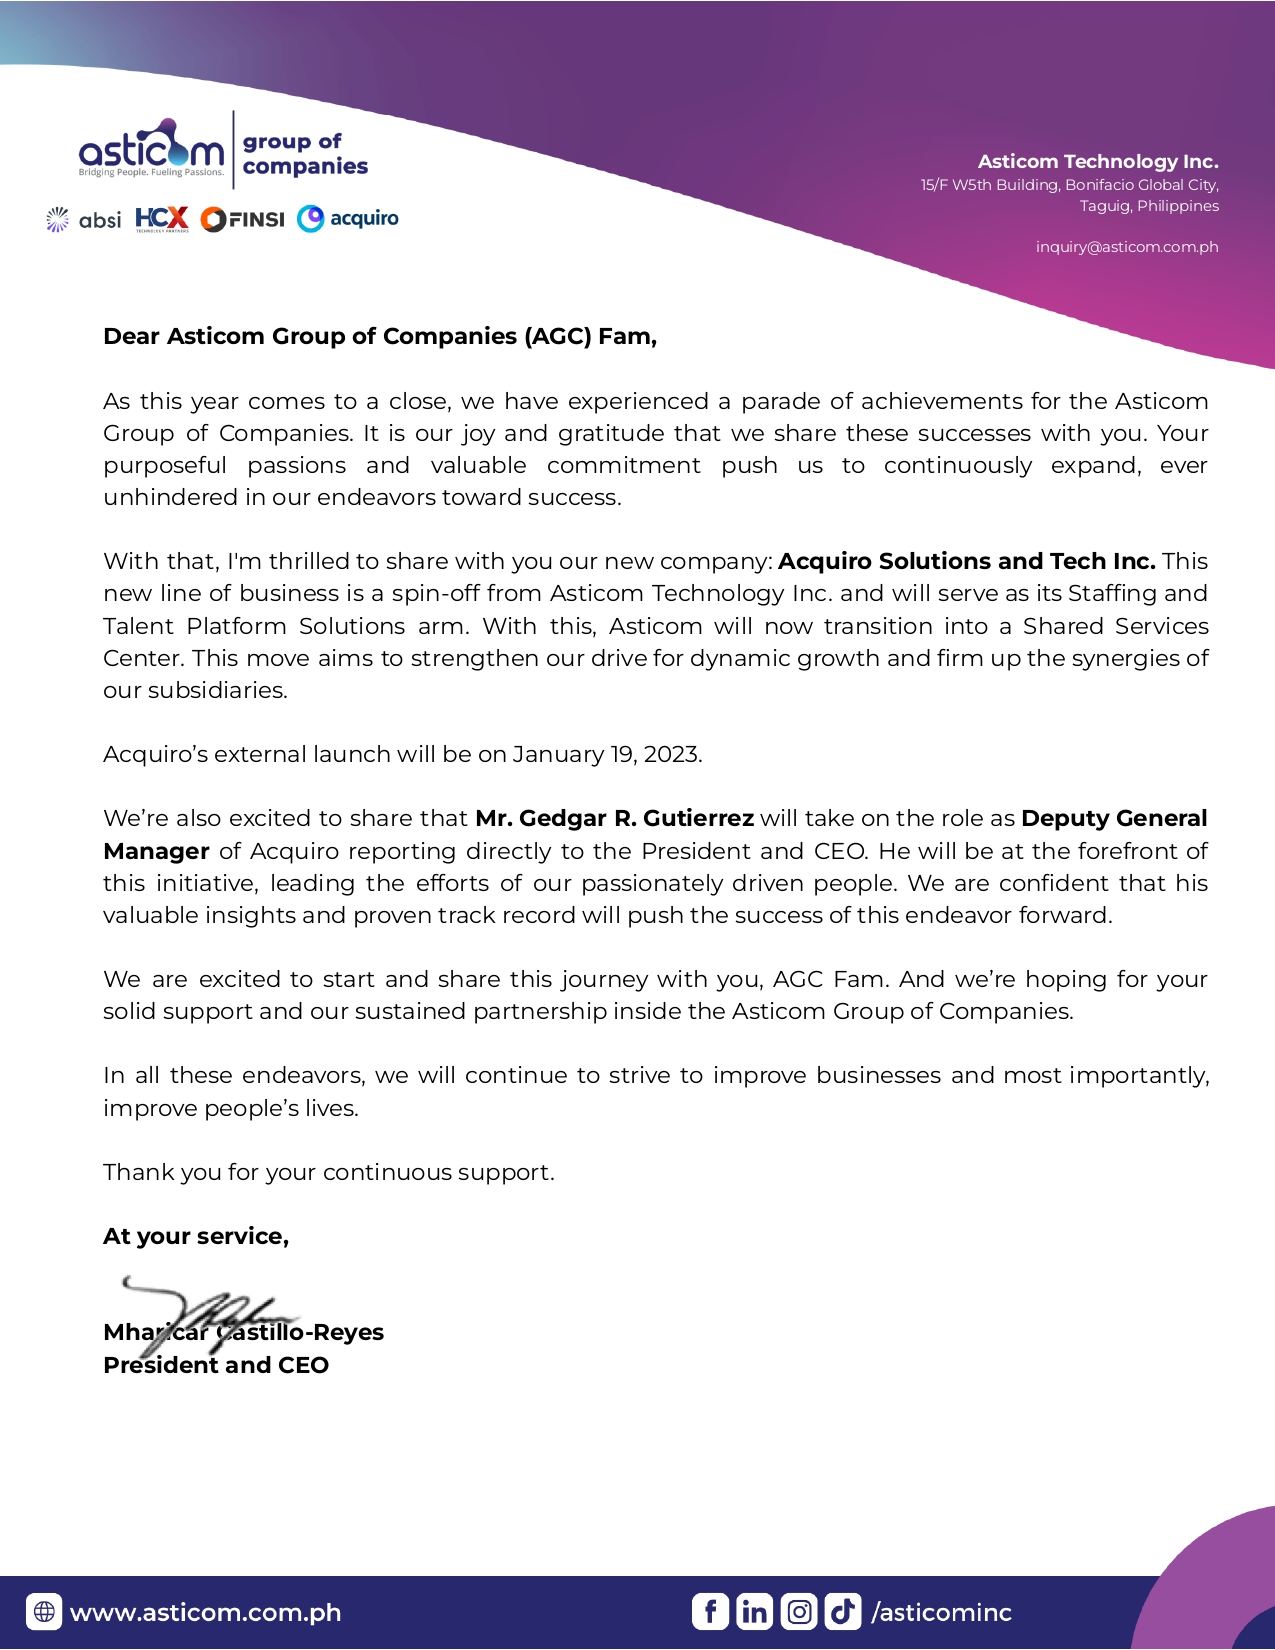 asticom
Bridging People. Fueling Passions.
group of
companies
absi HCX FINSI acquiro
TECHNOLOGY PARTNERS
Asticom Technology Inc.
15/F W5th Building, Bonifacio Global City,
Taguig, Philippines
inquiry@asticom.com.ph
Dear Asticom Group of Companies (AGC) Fam,
As this year comes to a close, we have experienced a parade of achievements for the Asticom
Group of Companies. It is our joy and gratitude that we share these successes with you. Your
purposeful passions and valuable commitment push us to continuously expand, ever
unhindered in our endeavors toward success.
With that, I'm thrilled to share with you our new company: Acquiro Solutions and Tech Inc. This
new line of business is a spin-off from Asticom Technology Inc. and will serve as its Staffing and
Talent Platform Solutions arm. With this, Asticom will now transition into a Shared Services
Center. This move aims to strengthen our drive for dynamic growth and firm up the synergies of
our subsidiaries.
Acquiro’s external launch will be on January 19, 2023.
We’re also excited to share that Mr. Gedgar R. Gutierrez will take on the role as Deputy General
Manager of Acquiro reporting directly to the President and CEO. He will be at the forefront of
this initiative, leading the efforts of our passionately driven people. We are confident that his
valuable insights and proven track record will push the success of this endeavor forward.
We are excited to start and share this journey with you, AGC Fam. And we’re hoping for your
solid support and our sustained partnership inside the Asticom Group of Companies.
In all these endeavors, we will continue to strive to improve businesses and most importantly,
improve people’s lives.
Thank you for your continuous support.
At your service,
Mharicar Castillo-Reyes
President and CEO
www.asticom.com.ph
/asticominc